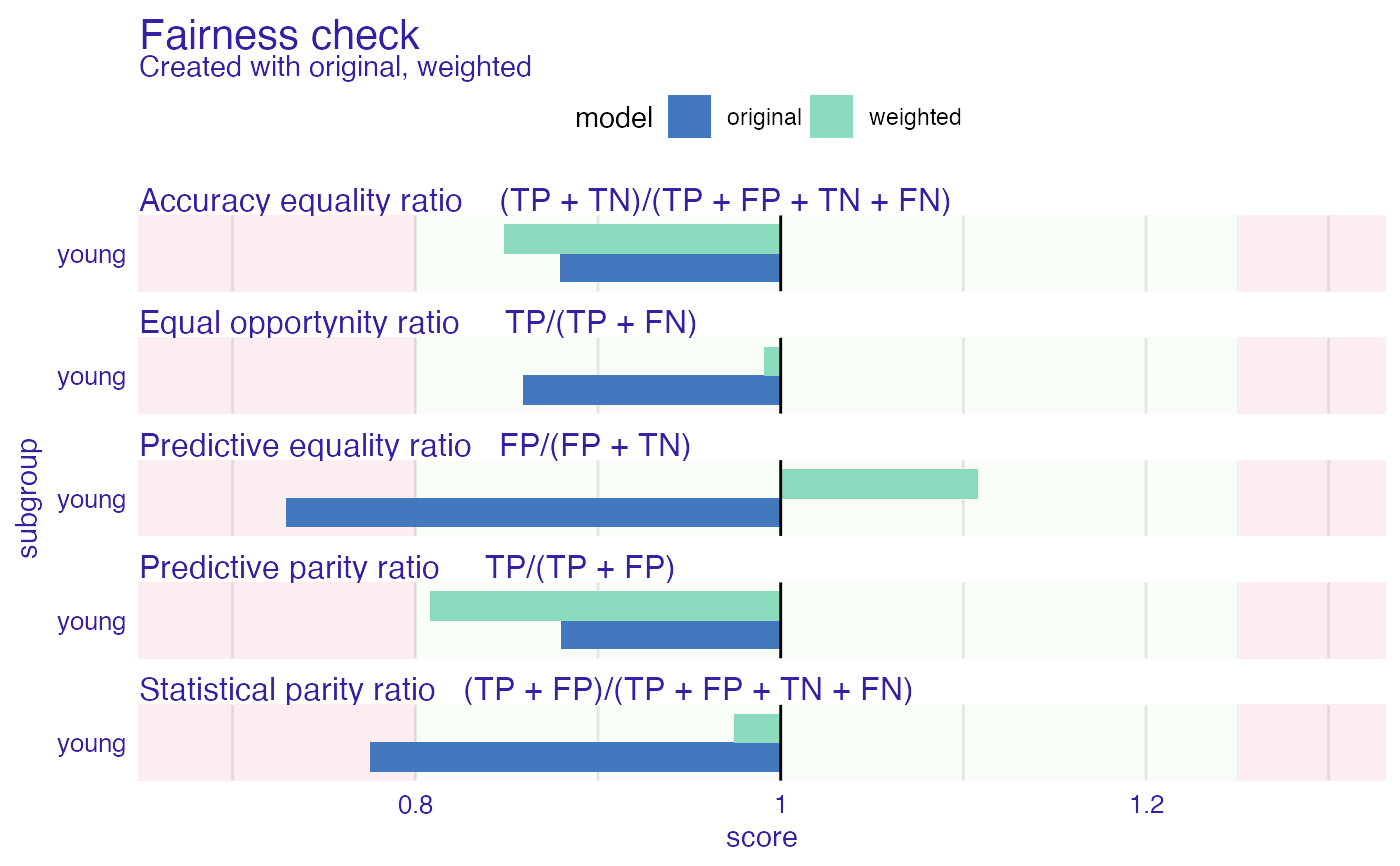 Fairness check
Created with original, weighted
model original weighted
Accuracy equality ratio (TP + TN)/(TP + FP + TN + FN)
young
Equal opportynity ratio TP/(TP + FN)
young
Predictive equality ratio FP/(FP + TN)
young
Predictive parity ratio TP/(TP + FP)
young
Statistical parity ratio (TP + FP)/(TP + FP + TN + FN)
young
subgroup
0.8 1 1.2
score